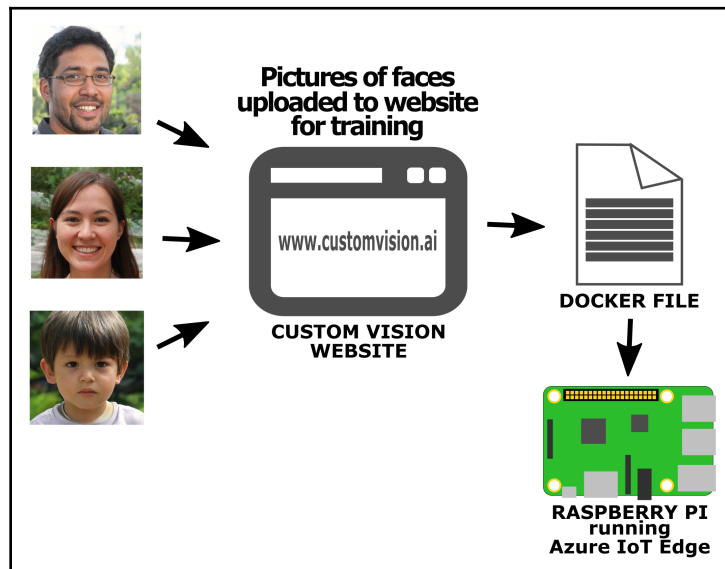 Pictures of faces
uploaded to website
for training
www.customvision.ai
CUSTOM VISION
WEBSITE
DOCKER FILE
RASPBERRY PI
running
Azure IoT Edge